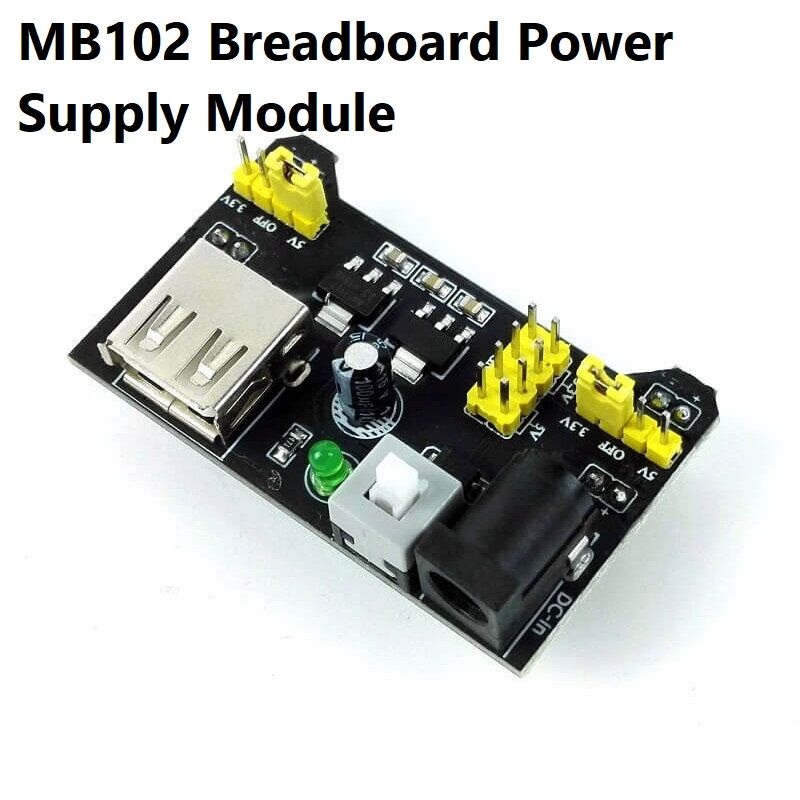 MB102 Breadboard Power
Supply Module
3.3V
OFF
5V
3.3V
OFF
5V
DC-In